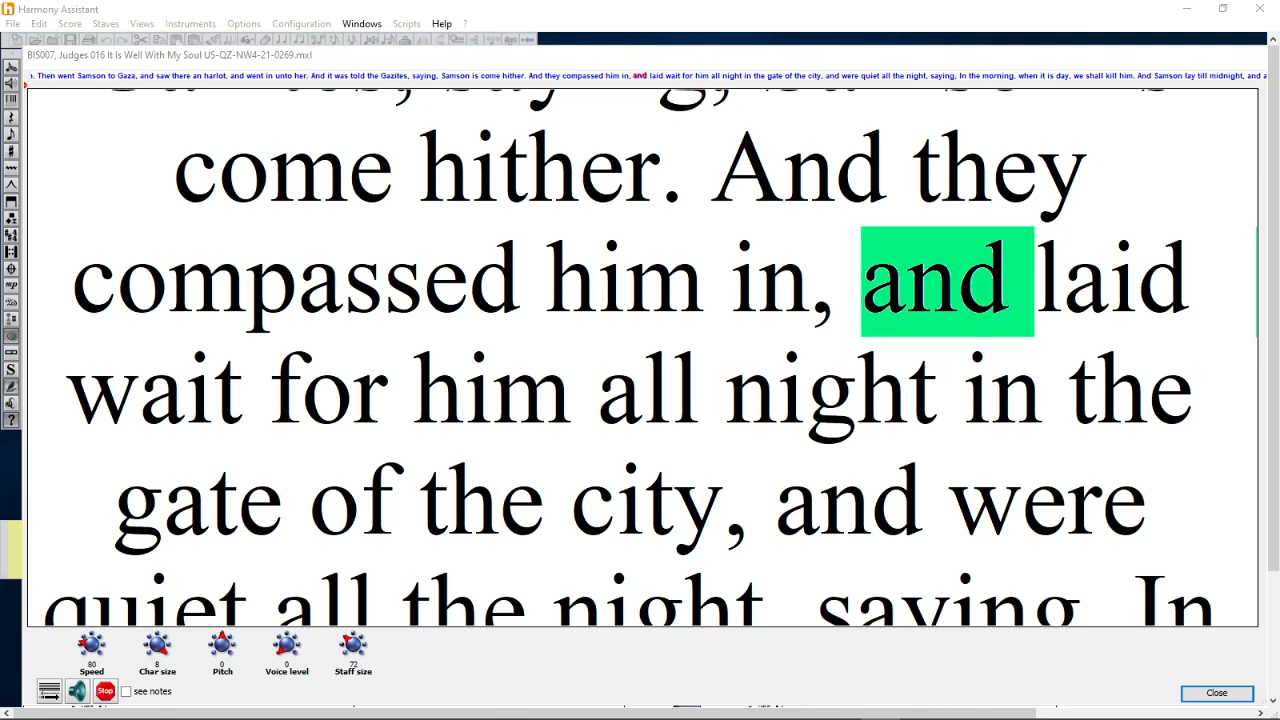 Harmony Assistant
File Edit Score Staves Views Instruments Options Configuration Windows Scripts Help ?
BIS007, Judges 016 It Is Well With My Soul US-QZ-NW4-21-0269.mxl
. Then went Samson to Gaza, and saw there an harlot, and went in unto her. And it was told the Gazites, saying, Samson is come hither. And they compassed him in, and laid wait for him all night in the gate of the city, and were quiet all the night, saying, In the morning, when it is day, we shall kill him. And Samson lay till midnight, and a
come hither. And they
compassed him in, and laid
wait for him all night in the
gate of the city, and were
quiet all the night, saying, In
80 8 0 0 72
Speed Char size Pitch Voice level Staff size
Stop see notes Close